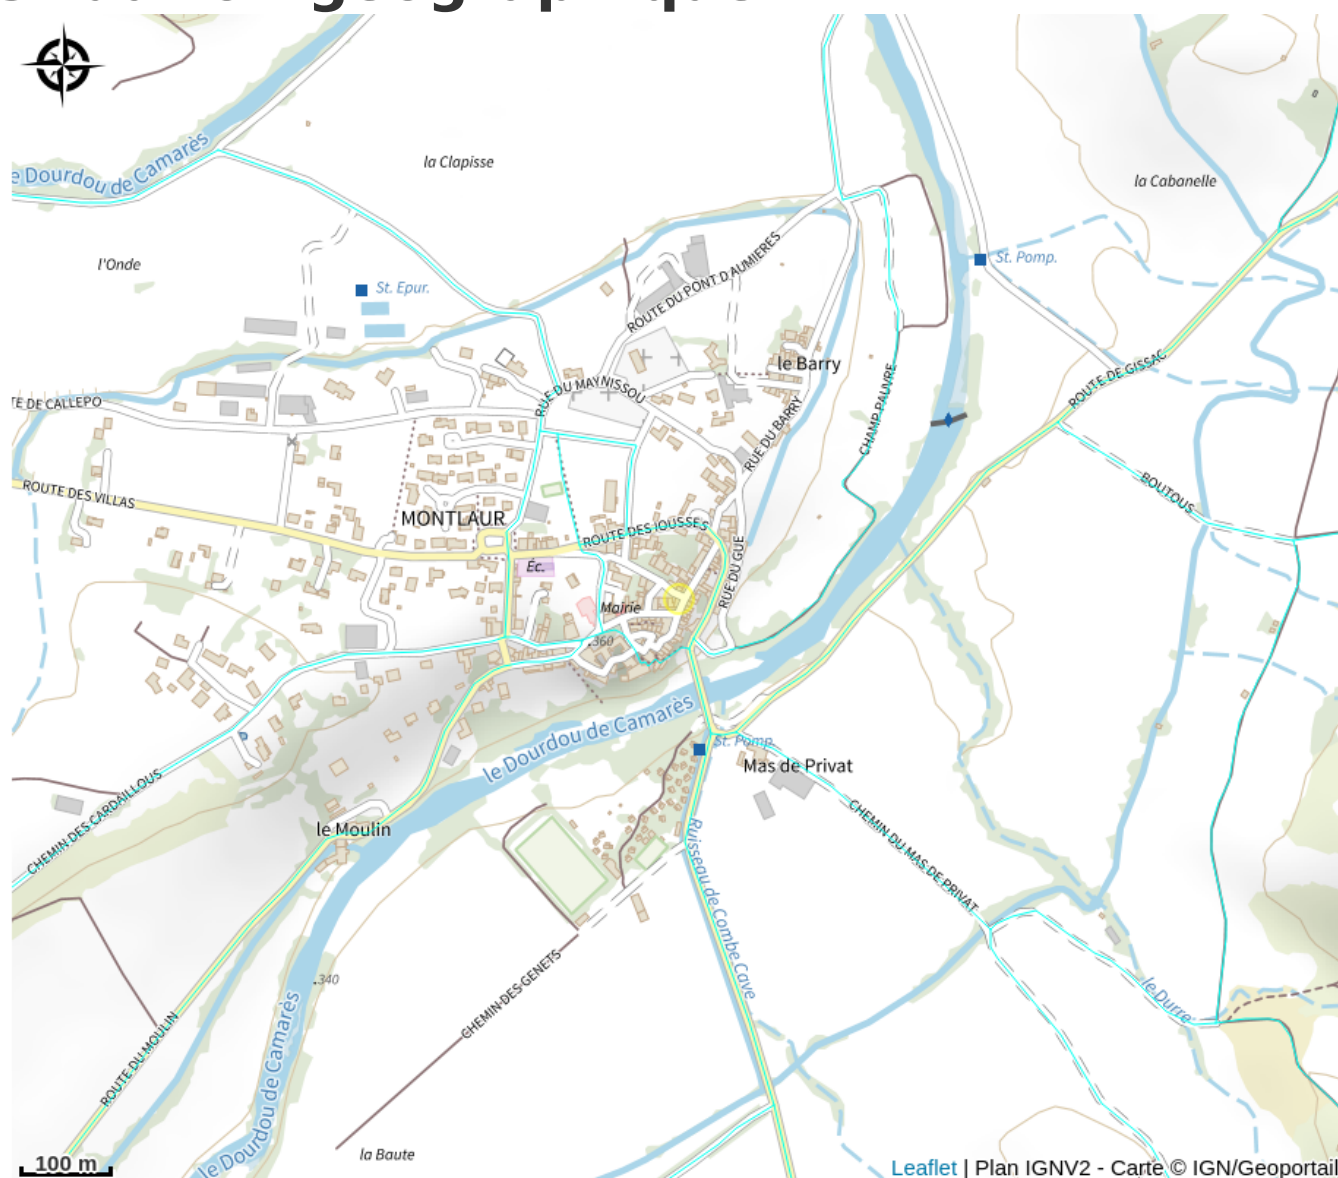 le Dourdou de Camarès
la Clapisse
la Cabanelle
l'Onde
St. Pomp.
St. Epur.
ROUTE DU PONT D AUMIERES
le Barry
ROUTE DE GISSAC
RUE DU MAYNISSOU
TE DE CALLEPO
CHAMP PAUVRE
RUE DU BARRY
ROUTE DES VILLAS
BOUTOUS
MONTLAUR
ROUTE DES IOUSSES
Éc.
RUE DU GUE
Mairie
360
le Dourdou de Camarès
St. Pomp.
Mas de Privat
CHEMIN DES CARDAILLOUS
le Moulin
CHEMIN DU MAS DE PRIVAT
Ruisseau de Combe Cave
340
CHEMIN DES GENETS
le Durre
ROUTE DU MOULIN
le Dourdou de Camarès
la Baute
100 m
Leaflet | Plan IGNV2 - Carte © IGN/Geoportail